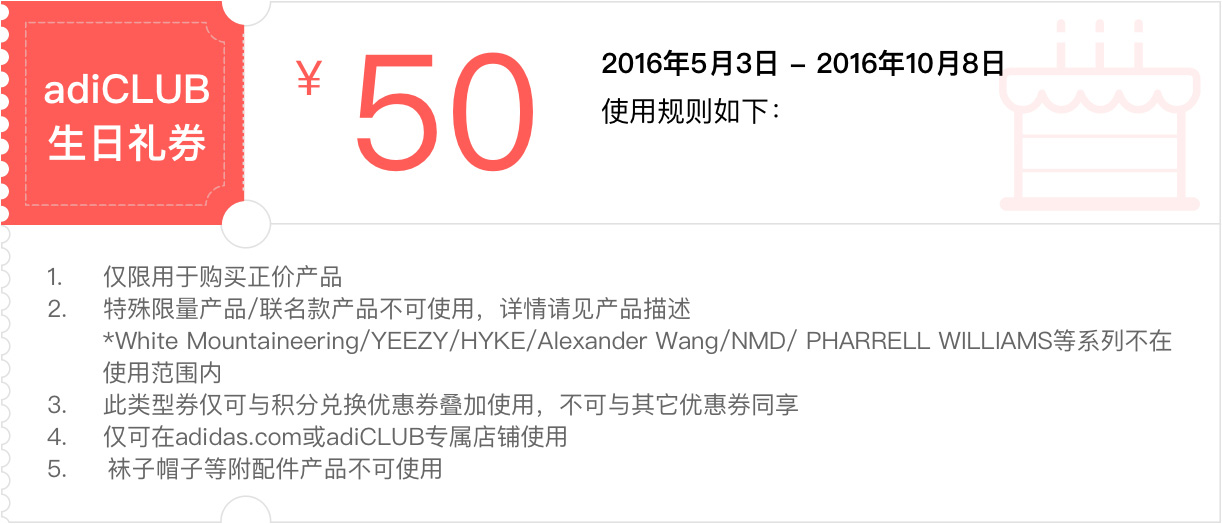 adiCLUB
生日礼券
¥ 50
2016年5月3日 – 2016年10月8日
使用规则如下：
1. 仅限用于购买正价产品
2. 特殊限量产品/联名款产品不可使用，详情请见产品描述
*White Mountaineering/YEEZY/HYKE/Alexander Wang/NMD/ PHARRELL WILLIAMS等系列不在
使用范围内
3. 此类型券仅可与积分兑换优惠券叠加使用，不可与其它优惠券同享
4. 仅可在adidas.com或adiCLUB专属店铺使用
5. 袜子帽子等附配件产品不可使用